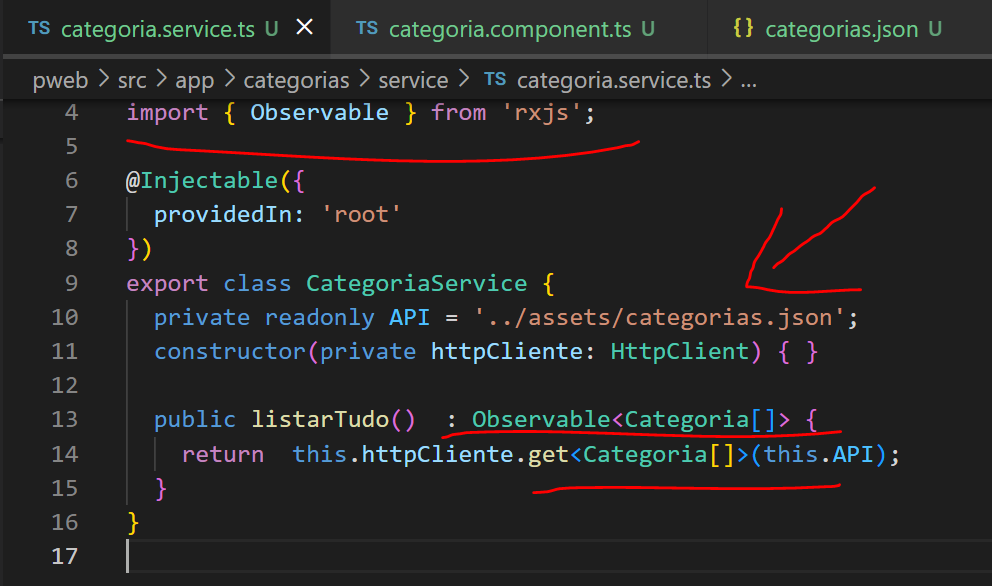 TS categoria.service.ts U × TS categoria.component.ts U {} categorias.json U
pweb > src > app > categorias > service > TS categoria.service.ts > ...
4 import { Observable } from 'rxjs';
5
6 @Injectable({
7   providedIn: 'root'
8 })
9 export class CategoriaService {
10   private readonly API = '../assets/categorias.json';
11   constructor(private httpCliente: HttpClient) { }
12
13   public listarTudo()  : Observable<Categoria[]> {
14     return  this.httpCliente.get<Categoria[]>(this.API);
15   }
16 }
17